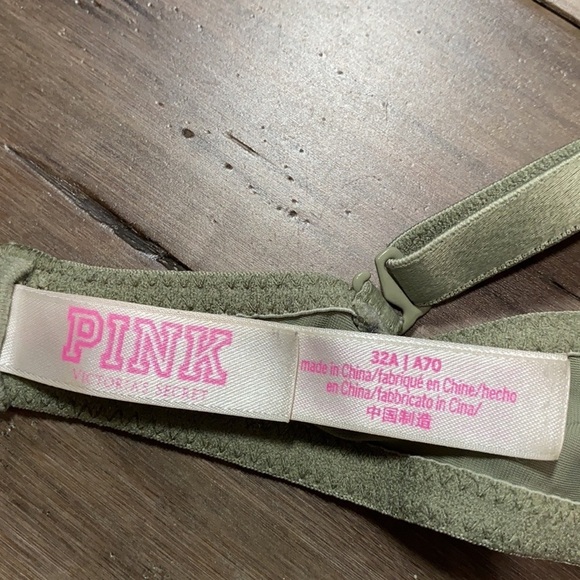 PINK
VICTORIA'S SECRET
32A | A70
made in China/fabriqué en Chine/hecho
en China/fabbricato in Cina/
中国制造